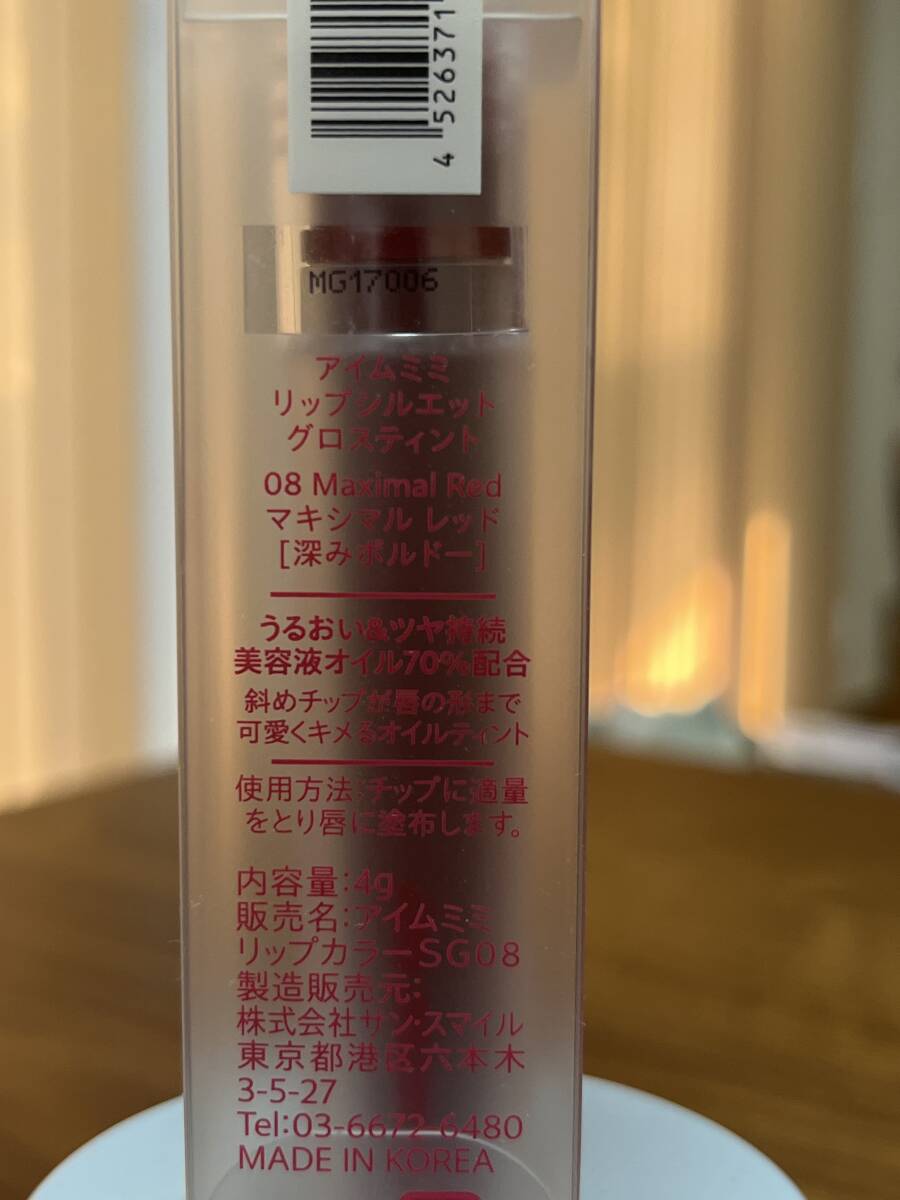 4 526371
MG17006
アイムミミ
リップシルエット
グロスティント
08 Maximal Red
マキシマル レッド
[深みボルドー]
うるおい&ツヤ持続
美容液オイル70%配合
斜めチップが唇の形まで
可愛くキメるオイルティント
使用方法:チップに適量
をとり唇に塗布します。
内容量:4g
販売名:アイムミミ
リップカラーSG08
製造販売元:
株式会社サン・スマイル
東京都港区六本木
3-5-27
Tel:03-6672-6480
MADE IN KOREA